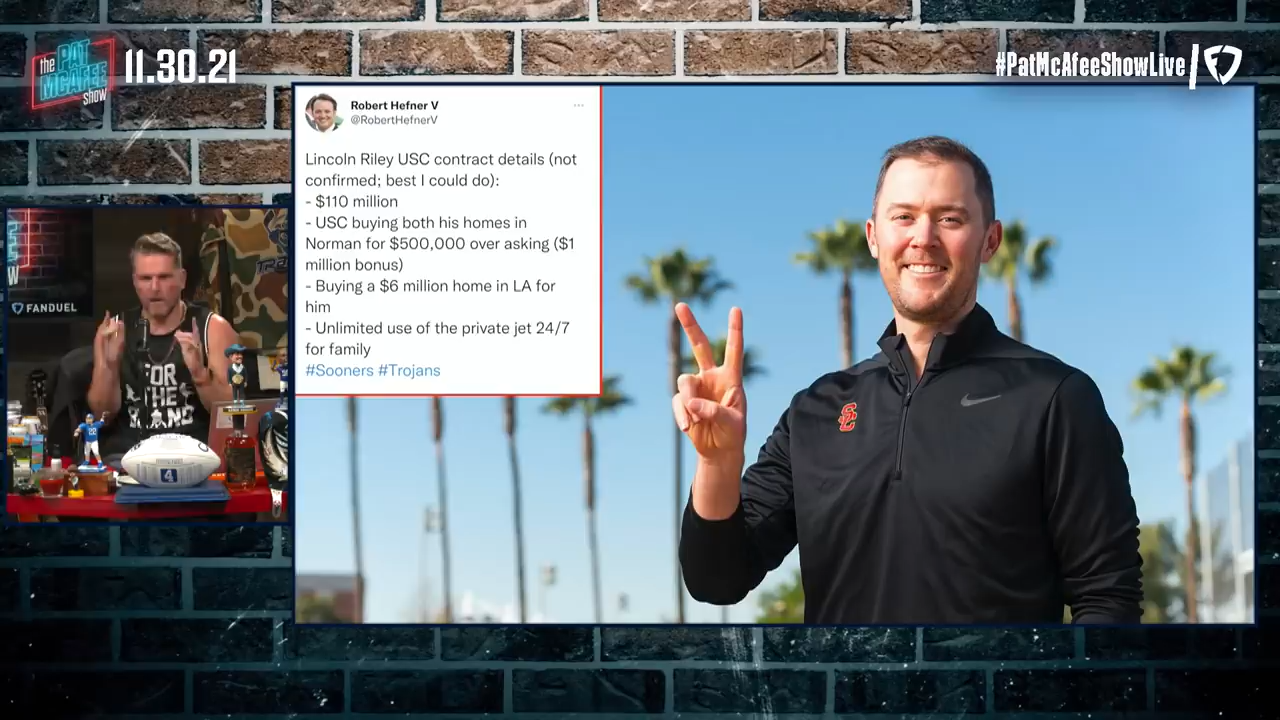 the
PAT
MCAFEE
show
11.30.21
#PatMcAfeeShowLive
Robert Hefner V
@RobertHefnerV
Lincoln Riley USC contract details (not
confirmed; best I could do):
- $110 million
- USC buying both his homes in
Norman for $500,000 over asking ($1
million bonus)
- Buying a $6 million home in LA for
him
- Unlimited use of the private jet 24/7
for family
#Sooners #Trojans
W
FANDUEL
FOR
THE
4
SC